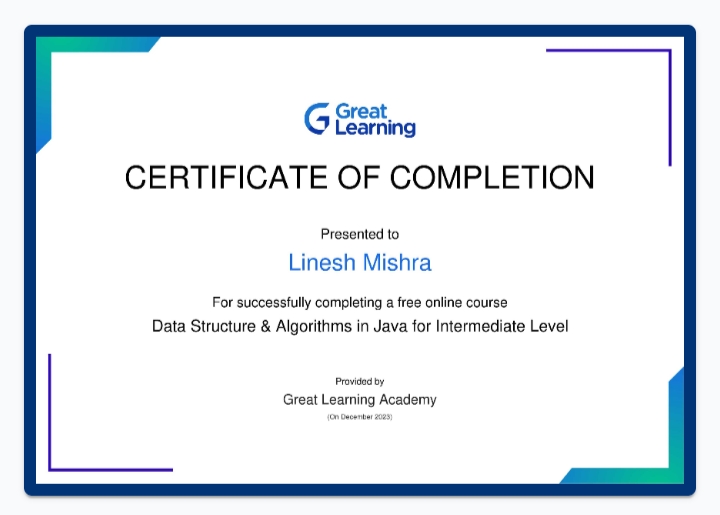 Great
Learning
CERTIFICATE OF COMPLETION
Presented to
Linesh Mishra
For successfully completing a free online course
Data Structure & Algorithms in Java for Intermediate Level
Provided by
Great Learning Academy
(On December 2023)